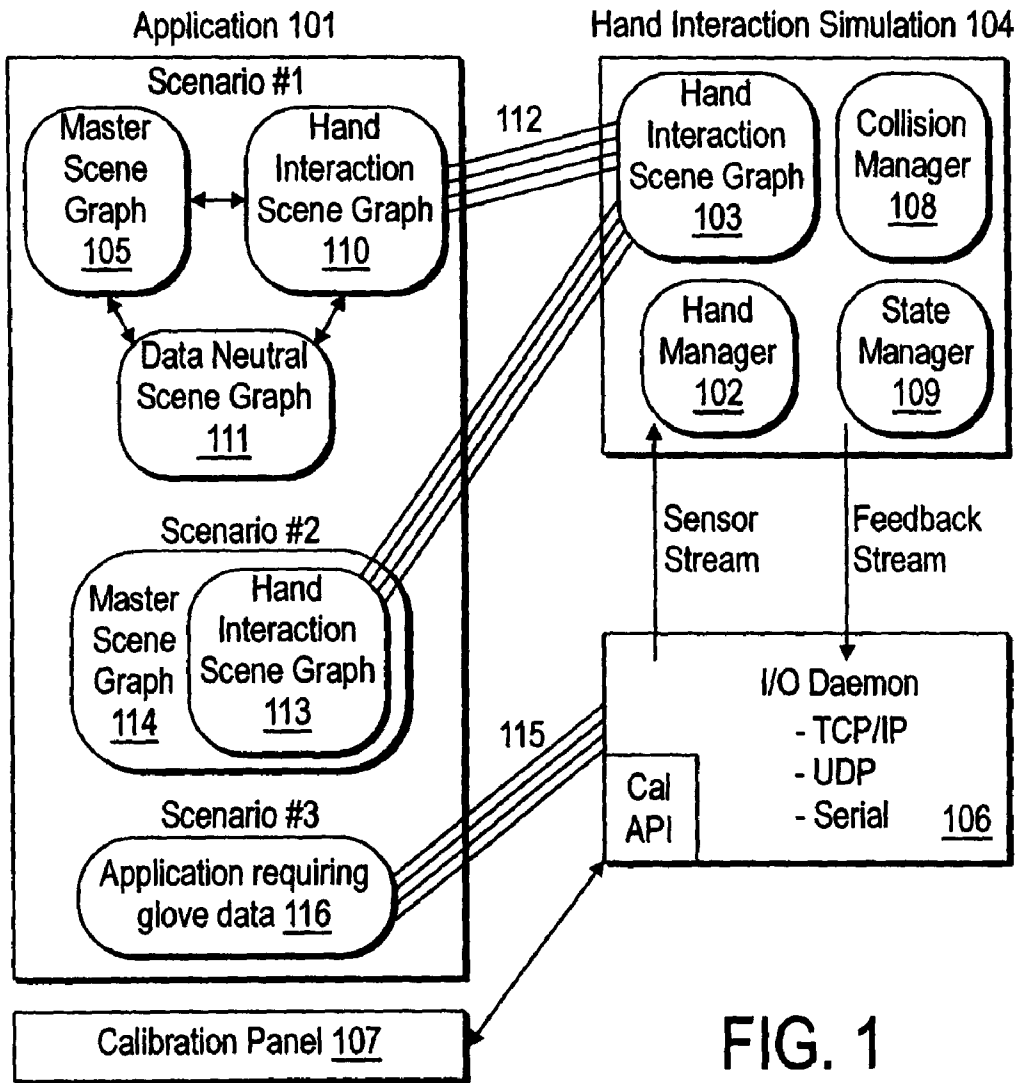 Application 101
Scenario #1
Master
Scene
Graph
105
Hand
Interaction
Scene Graph
110
Data Neutral
Scene Graph
111
Scenario #2
Master
Scene
Graph
114
Hand
Interaction
Scene Graph
113
Scenario #3
Application requiring
glove data 116
112
115
Hand Interaction Simulation 104
Hand
Interaction
Scene Graph
103
Collision
Manager
108
Hand
Manager
102
State
Manager
109
Sensor
Stream
Feedback
Stream
I/O Daemon
- TCP/IP
- UDP
- Serial
106
Cal
API
Calibration Panel 107
FIG. 1